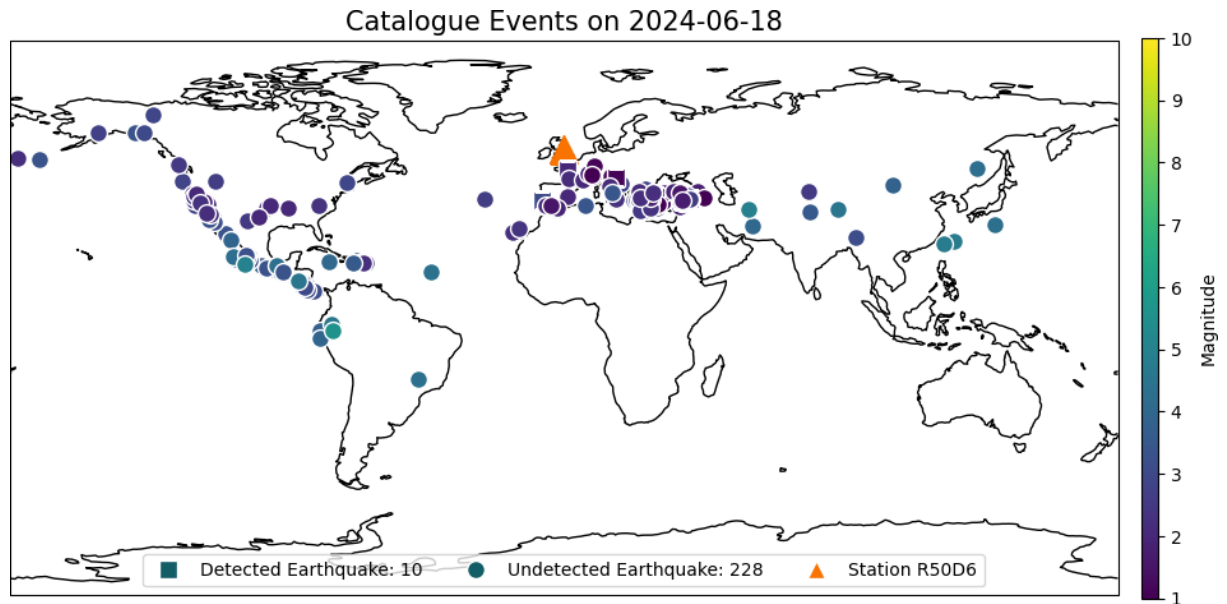 Catalogue Events on 2024-06-18
10
9
8
7
6
5
4
3
2
1
Magnitude
Detected Earthquake: 10
Undetected Earthquake: 228
Station R50D6